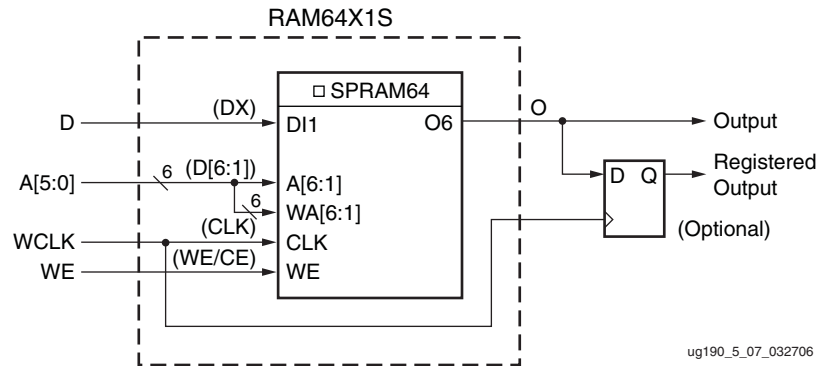 RAM64X1S
SPRAM64
D
(DX)
DI1
O6
O
Output
A[5:0]
6
(D[6:1])
A[6:1]
6
WA[6:1]
D Q
Registered
Output
(Optional)
WCLK
(CLK)
CLK
WE
(WE/CE)
WE
ug190_5_07_032706